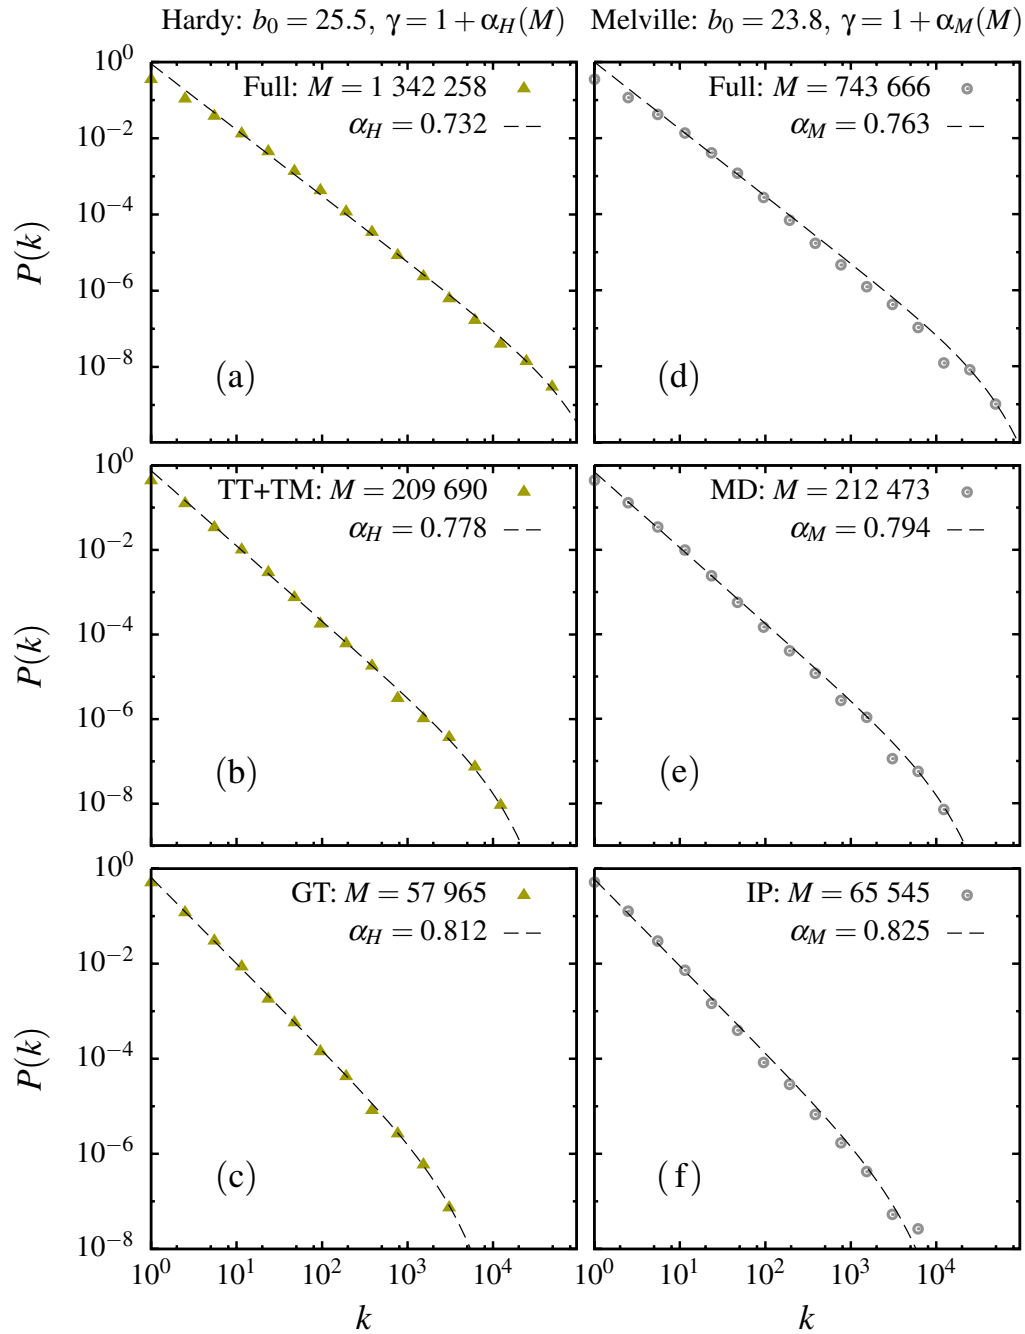 Hardy: b₀ = 25.5, γ = 1 + α_H(M)
Melville: b₀ = 23.8, γ = 1 + α_M(M)
P(k)
10⁰
10⁻²
10⁻⁴
10⁻⁶
10⁻⁸
Full: M = 1 342 258
α_H = 0.732
(a)
Full: M = 743 666
α_M = 0.763
(d)
P(k)
10⁰
10⁻²
10⁻⁴
10⁻⁶
10⁻⁸
TT+TM: M = 209 690
α_H = 0.778
(b)
MD: M = 212 473
α_M = 0.794
(e)
P(k)
10⁰
10⁻²
10⁻⁴
10⁻⁶
10⁻⁸
GT: M = 57 965
α_H = 0.812
(c)
IP: M = 65 545
α_M = 0.825
(f)
10⁰ 10¹ 10² 10³ 10⁴
10⁰ 10¹ 10² 10³ 10⁴
k
k